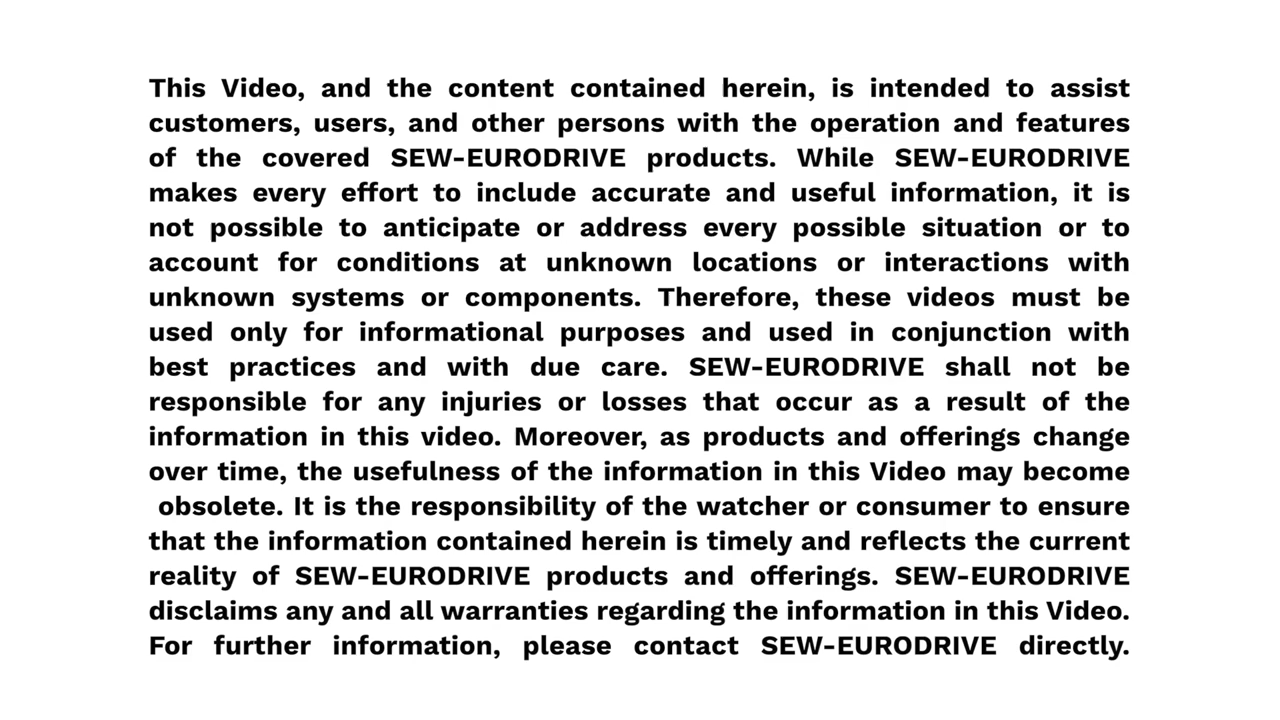 This Video, and the content contained herein, is intended to assist
customers, users, and other persons with the operation and features
of the covered SEW-EURODRIVE products. While SEW-EURODRIVE
makes every effort to include accurate and useful information, it is
not possible to anticipate or address every possible situation or to
account for conditions at unknown locations or interactions with
unknown systems or components. Therefore, these videos must be
used only for informational purposes and used in conjunction with
best practices and with due care. SEW-EURODRIVE shall not be
responsible for any injuries or losses that occur as a result of the
information in this video. Moreover, as products and offerings change
over time, the usefulness of the information in this Video may become
obsolete. It is the responsibility of the watcher or consumer to ensure
that the information contained herein is timely and reflects the current
reality of SEW-EURODRIVE products and offerings. SEW-EURODRIVE
disclaims any and all warranties regarding the information in this Video.
For further information, please contact SEW-EURODRIVE directly.